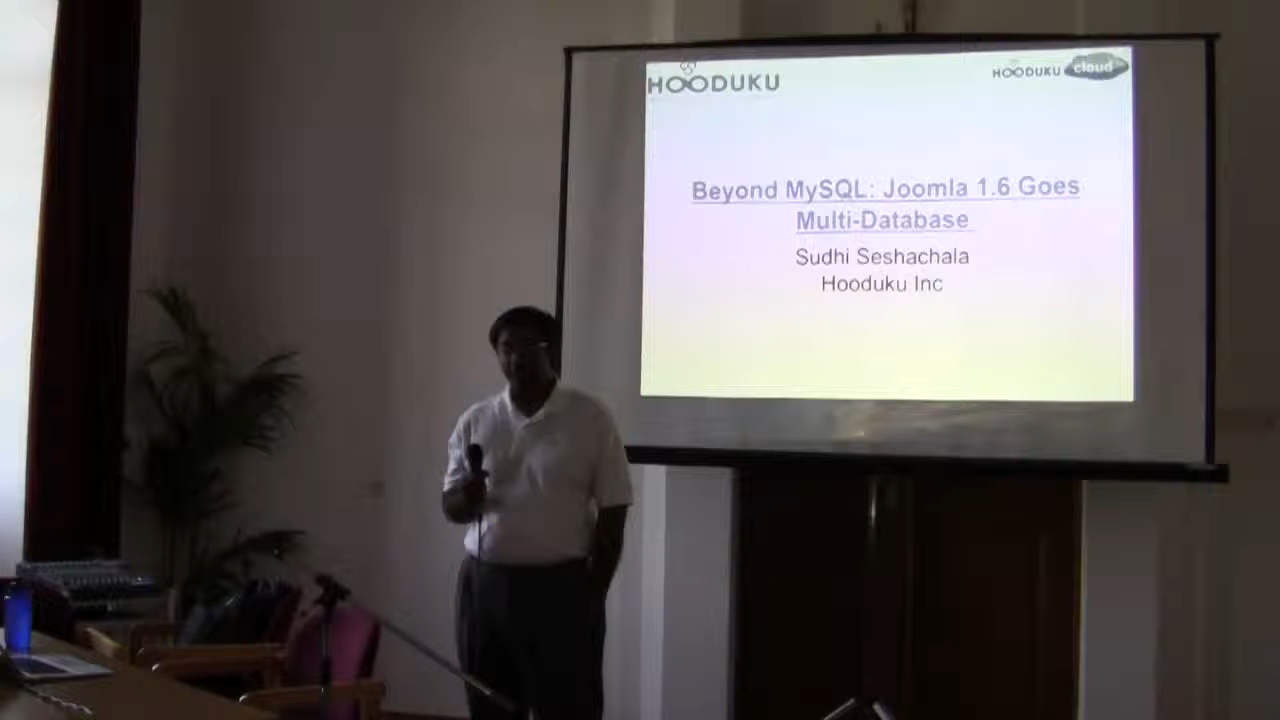 HOODUKU
HOODUKU cloud
Beyond MySQL: Joomla 1.6 Goes
Multi-Database
Sudhi Seshachala
Hooduku Inc